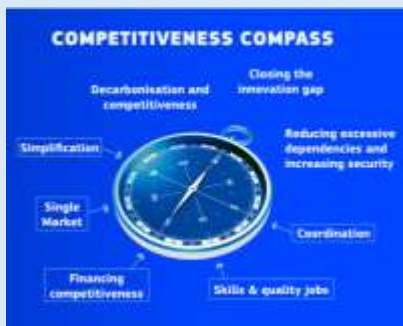 COMPETITIVENESS COMPASS
Closing the
innovation gap
Decarbonisation and
competitiveness
Reducing excessive
dependencies and
increasing security
Simplification
Single
Market
Coordination
Financing
competitiveness
Skills & quality jobs